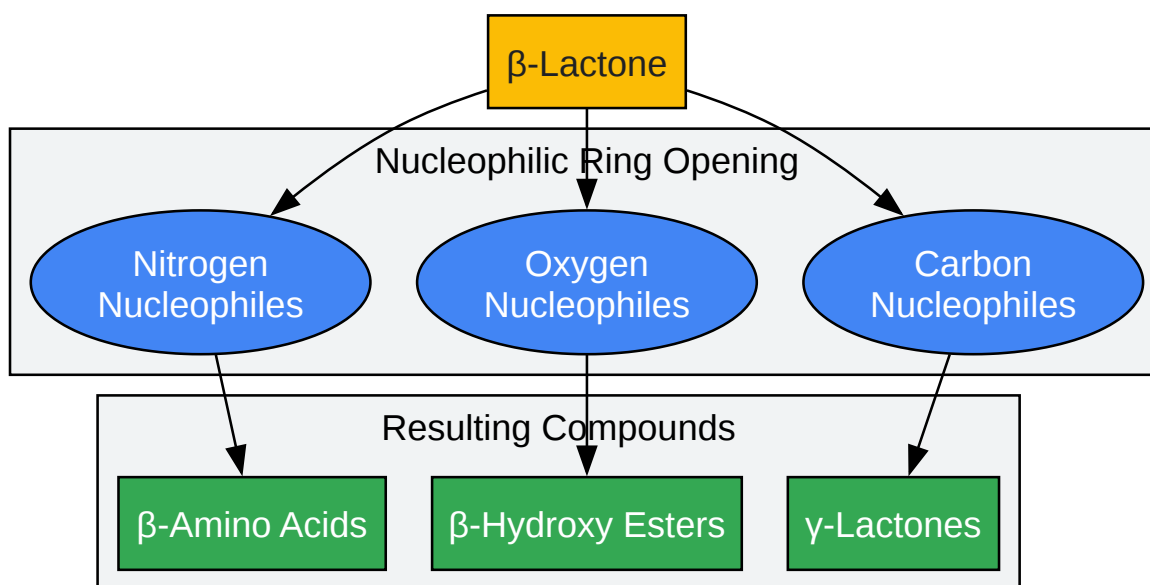 β-Lactone
Nucleophilic Ring Opening
Nitrogen
Nucleophiles
Oxygen
Nucleophiles
Carbon
Nucleophiles
Resulting Compounds
β-Amino Acids
β-Hydroxy Esters
γ-Lactones